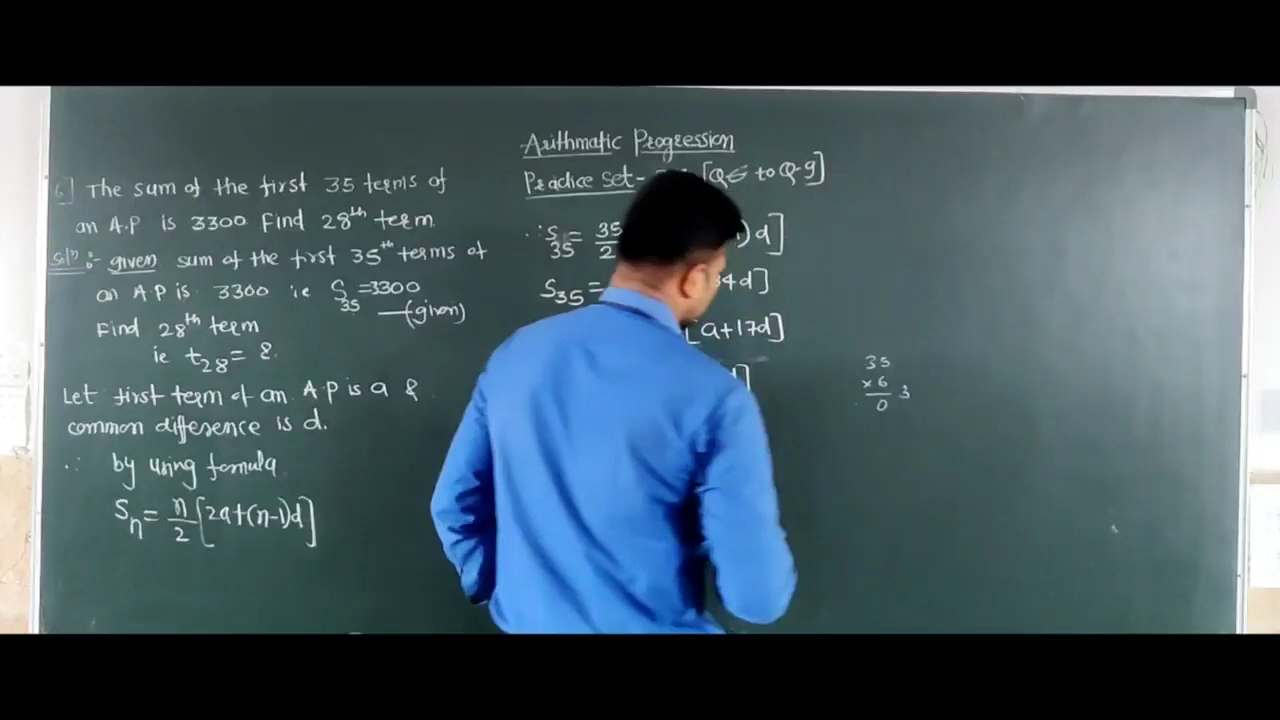 Arithmatic Progression
Practice Set- [Q6 to Q-9]
6] The sum of the first 35 terms of
an A.P is 3300 Find 28th term
Soln :- given sum of the first 35th terms of
an A.P is 3300 ie S35 = 3300
—(given)
Find 28th term
ie t28 = ?
Let first term of an A.P is a &
common difference is d.
∴ by using formula
Sn = n/2 [2a+(n-1)d]
∴ S35 = 35/2 )d]
S35 = 34d]
[a+17d]
d]
35
×6
0 3